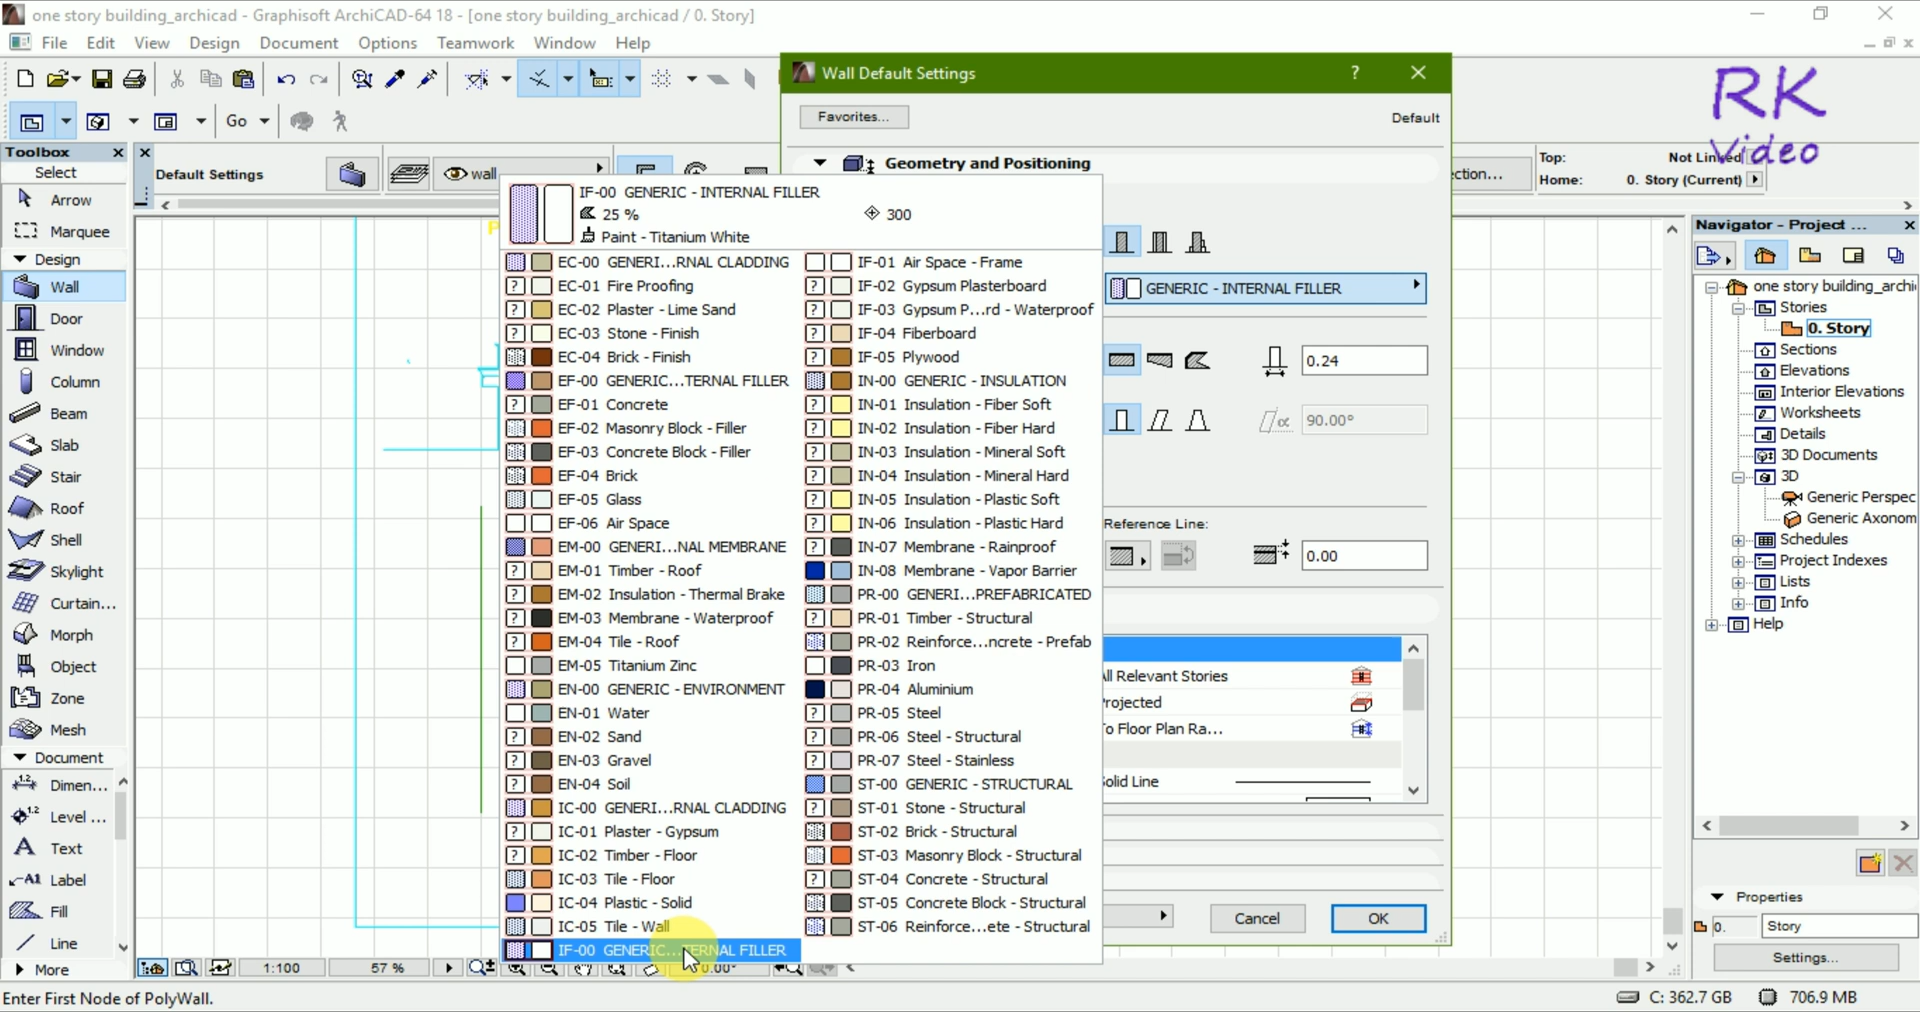 one story building_archicad - Graphisoft ArchiCAD-64 18 - [one story building_archicad / 0. Story]
File Edit View Design Document Options Teamwork Window Help
Wall Default Settings ? ×
RK
Video
Favorites...
Default
Go
Toolbox
Select
Default Settings
wall
Geometry and Positioning
ction...
Top:
Not Linked
Home:
0. Story (Current)
Arrow
Marquee
Design
Wall
Door
Window
Column
Beam
Slab
Stair
Roof
Shell
Skylight
Curtain...
Morph
Object
Zone
Mesh
Document
Dimen...
Level ...
Text
Label
Fill
Line
More
IF-00 GENERIC - INTERNAL FILLER
25 %
300
Paint - Titanium White
EC-00 GENERI...RNAL CLADDING
EC-01 Fire Proofing
EC-02 Plaster - Lime Sand
EC-03 Stone - Finish
EC-04 Brick - Finish
EF-00 GENERIC...TERNAL FILLER
EF-01 Concrete
EF-02 Masonry Block - Filler
EF-03 Concrete Block - Filler
EF-04 Brick
EF-05 Glass
EF-06 Air Space
EM-00 GENERI...NAL MEMBRANE
EM-01 Timber - Roof
EM-02 Insulation - Thermal Brake
EM-03 Membrane - Waterproof
EM-04 Tile - Roof
EM-05 Titanium Zinc
EN-00 GENERIC - ENVIRONMENT
EN-01 Water
EN-02 Sand
EN-03 Gravel
EN-04 Soil
IC-00 GENERI...RNAL CLADDING
IC-01 Plaster - Gypsum
IC-02 Timber - Floor
IC-03 Tile - Floor
IC-04 Plastic - Solid
IC-05 Tile - Wall
IF-00 GENERIC...TERNAL FILLER
IF-01 Air Space - Frame
IF-02 Gypsum Plasterboard
IF-03 Gypsum P...rd - Waterproof
IF-04 Fiberboard
IF-05 Plywood
IN-00 GENERIC - INSULATION
IN-01 Insulation - Fiber Soft
IN-02 Insulation - Fiber Hard
IN-03 Insulation - Mineral Soft
IN-04 Insulation - Mineral Hard
IN-05 Insulation - Plastic Soft
IN-06 Insulation - Plastic Hard
IN-07 Membrane - Rainproof
IN-08 Membrane - Vapor Barrier
PR-00 GENERI...PREFABRICATED
PR-01 Timber - Structural
PR-02 Reinforce...ncrete - Prefab
PR-03 Iron
PR-04 Aluminium
PR-05 Steel
PR-06 Steel - Structural
PR-07 Steel - Stainless
ST-00 GENERIC - STRUCTURAL
ST-01 Stone - Structural
ST-02 Brick - Structural
ST-03 Masonry Block - Structural
ST-04 Concrete - Structural
ST-05 Concrete Block - Structural
ST-06 Reinforce...ete - Structural
GENERIC - INTERNAL FILLER
0.24
90.00°
Reference Line:
0.00
All Relevant Stories
Projected
To Floor Plan Ra...
Solid Line
Cancel
OK
Navigator - Project ...
one story building_archi
Stories
0. Story
Sections
Elevations
Interior Elevations
Worksheets
Details
3D Documents
3D
Generic Perspec
Generic Axonom
Schedules
Project Indexes
Lists
Info
Help
Properties
0.
Story
Settings...
1:100
57 %
0.00°
Enter First Node of PolyWall.
C: 362.7 GB
706.9 MB